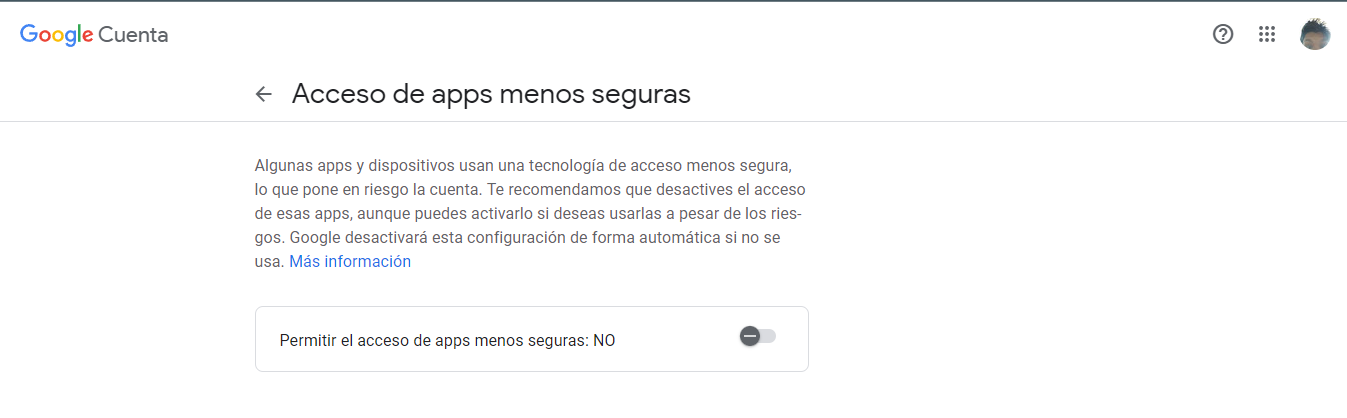 Google Cuenta
Acceso de apps menos seguras
Algunas apps y dispositivos usan una tecnología de acceso menos segura,
lo que pone en riesgo la cuenta. Te recomendamos que desactives el acceso
de esas apps, aunque puedes activarlo si deseas usarlas a pesar de los ries-
gos. Google desactivará esta configuración de forma automática si no se
usa. Más información
Permitir el acceso de apps menos seguras: NO